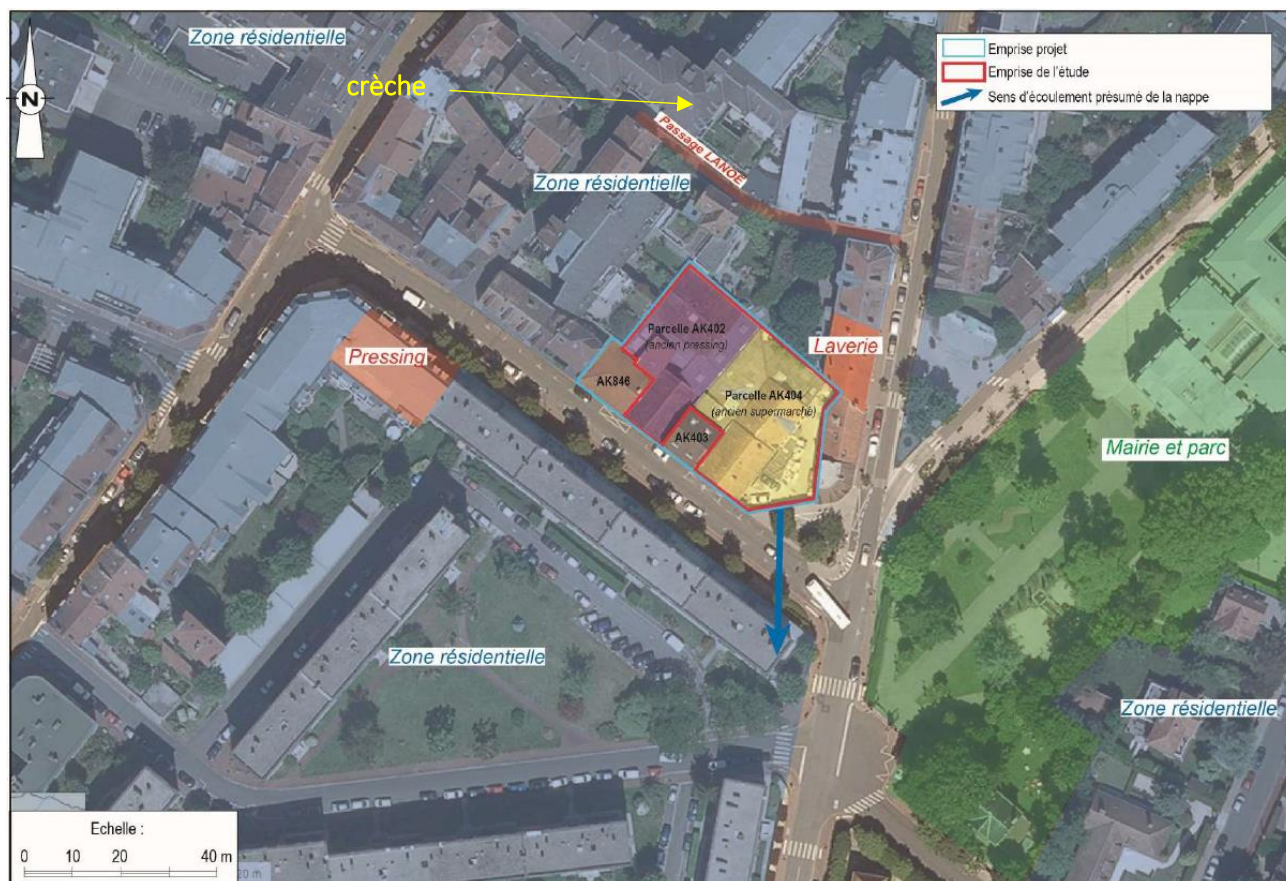 Zone résidentielle
Emprise projet
Emprise de l'étude
Sens d'écoulement présumé de la nappe
crèche
N
Passage LANOË
Zone résidentielle
Parcelle AK402
(ancien pressing)
Pressing
Laverie
AK846
Parcelle AK404
(ancien supermarché)
AK403
Mairie et parc
Zone résidentielle
Zone résidentielle
Echelle :
0 10 20 40 m